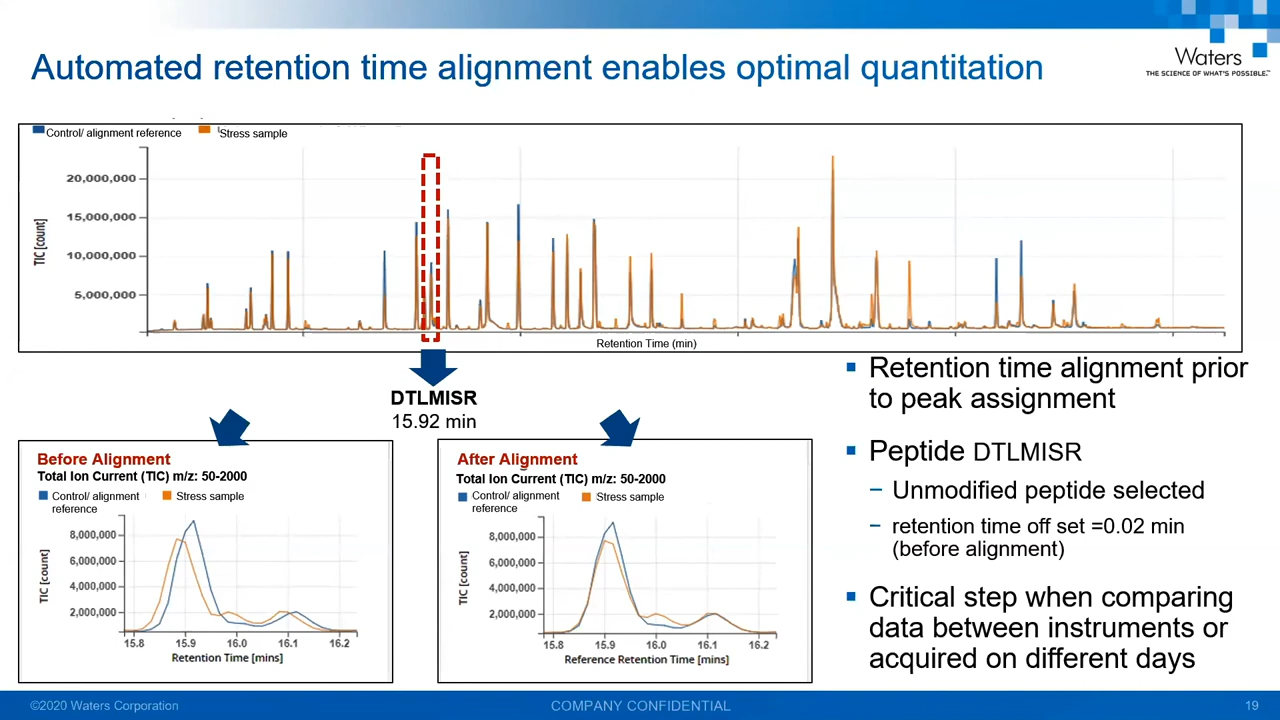 Automated retention time alignment enables optimal quantitation
Waters
THE SCIENCE OF WHAT'S POSSIBLE.™
Control/ alignment reference
Stress sample
TIC [count]
20,000,000
15,000,000
10,000,000
5,000,000
Retention Time (min)
DTLMISR
15.92 min
Before Alignment
Total Ion Current (TIC) m/z: 50-2000
Control/ alignment
reference
Stress sample
TIC [count]
8,000,000
6,000,000
4,000,000
2,000,000
15.8 15.9 16.0 16.1 16.2
Retention Time [mins]
After Alignment
Total Ion Current (TIC) m/z: 50-2000
Control/ alignment
reference
Stress sample
TIC [count]
8,000,000
6,000,000
4,000,000
2,000,000
15.8 15.9 16.0 16.1 16.2
Reference Retention Time [mins]
Retention time alignment prior
to peak assignment
Peptide DTLMISR
– Unmodified peptide selected
– retention time off set =0.02 min
(before alignment)
Critical step when comparing
data between instruments or
acquired on different days
©2020 Waters Corporation
COMPANY CONFIDENTIAL
19